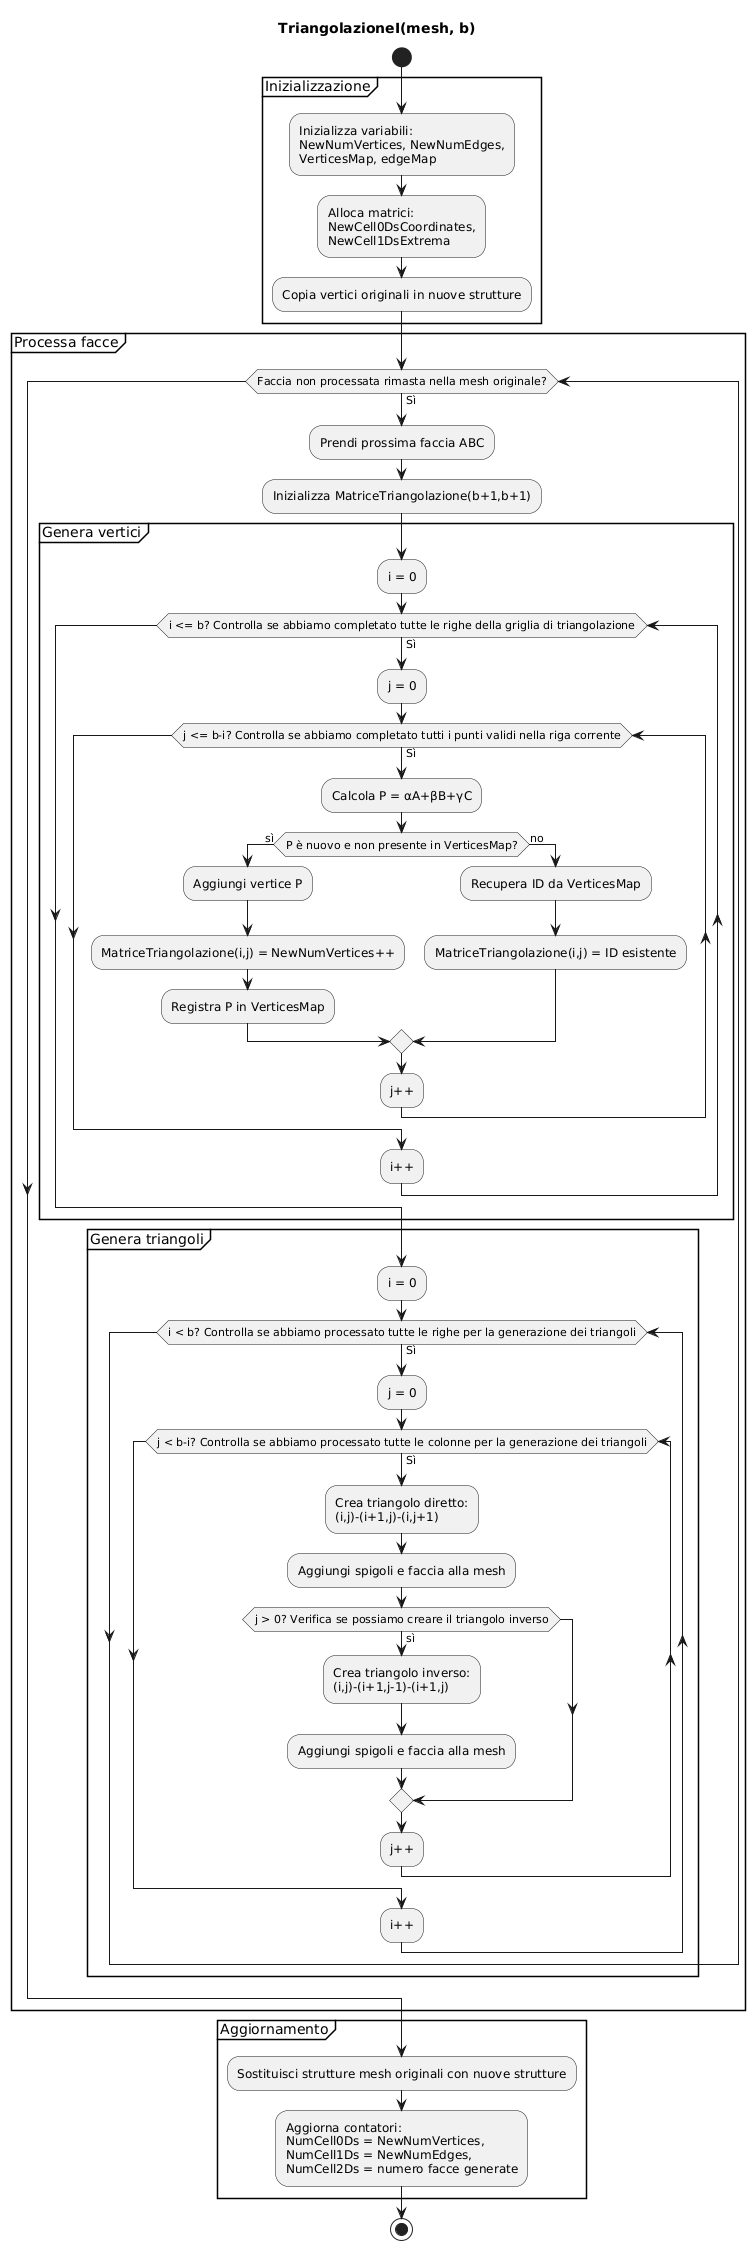 TriangolazioneI(mesh, b)
Inizializzazione
Inizializza variabili:
NewNumVertices, NewNumEdges,
VerticesMap, edgeMap
Alloca matrici:
NewCell0DsCoordinates,
NewCell1DsExtrema
Copia vertici originali in nuove strutture
Processa facce
Faccia non processata rimasta nella mesh originale?
Sì
Prendi prossima faccia ABC
Inizializza MatriceTriangolazione(b+1,b+1)
Genera vertici
i = 0
i <= b? Controlla se abbiamo completato tutte le righe della griglia di triangolazione
Sì
j = 0
j <= b-i? Controlla se abbiamo completato tutti i punti validi nella riga corrente
Sì
Calcola P = αA+βB+γC
P è nuovo e non presente in VerticesMap?
sì
no
Aggiungi vertice P
Recupera ID da VerticesMap
MatriceTriangolazione(i,j) = NewNumVertices++
MatriceTriangolazione(i,j) = ID esistente
Registra P in VerticesMap
j++
i++
Genera triangoli
i = 0
i < b? Controlla se abbiamo processato tutte le righe per la generazione dei triangoli
Sì
j = 0
j < b-i? Controlla se abbiamo processato tutte le colonne per la generazione dei triangoli
Sì
Crea triangolo diretto:
(i,j)-(i+1,j)-(i,j+1)
Aggiungi spigoli e faccia alla mesh
j > 0? Verifica se possiamo creare il triangolo inverso
sì
Crea triangolo inverso:
(i,j)-(i+1,j-1)-(i+1,j)
Aggiungi spigoli e faccia alla mesh
j++
i++
Aggiornamento
Sostituisci strutture mesh originali con nuove strutture
Aggiorna contatori:
NumCell0Ds = NewNumVertices,
NumCell1Ds = NewNumEdges,
NumCell2Ds = numero facce generate